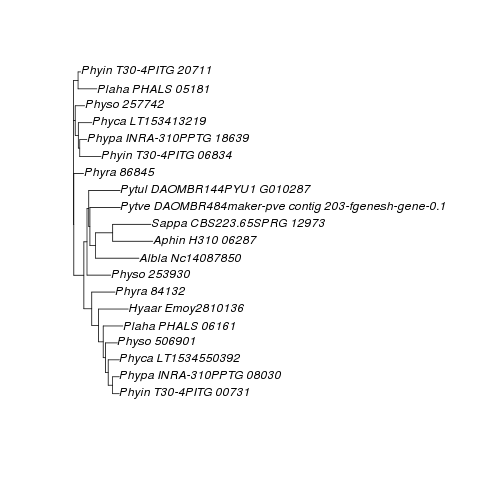 Phyin T30-4PITG 20711
Plaha PHALS 05181
Physo 257742
Phyca LT153413219
Phypa INRA-310PPTG 18639
Phyin T30-4PITG 06834
Phyra 86845
Pytul DAOMBR144PYU1 G010287
Pytve DAOMBR484maker-pve contig 203-fgenesh-gene-0.1
Sappa CBS223.65SPRG 12973
Aphin H310 06287
Albla Nc14087850
Physo 253930
Phyra 84132
Hyaar Emoy2810136
Plaha PHALS 06161
Physo 506901
Phyca LT1534550392
Phypa INRA-310PPTG 08030
Phyin T30-4PITG 00731